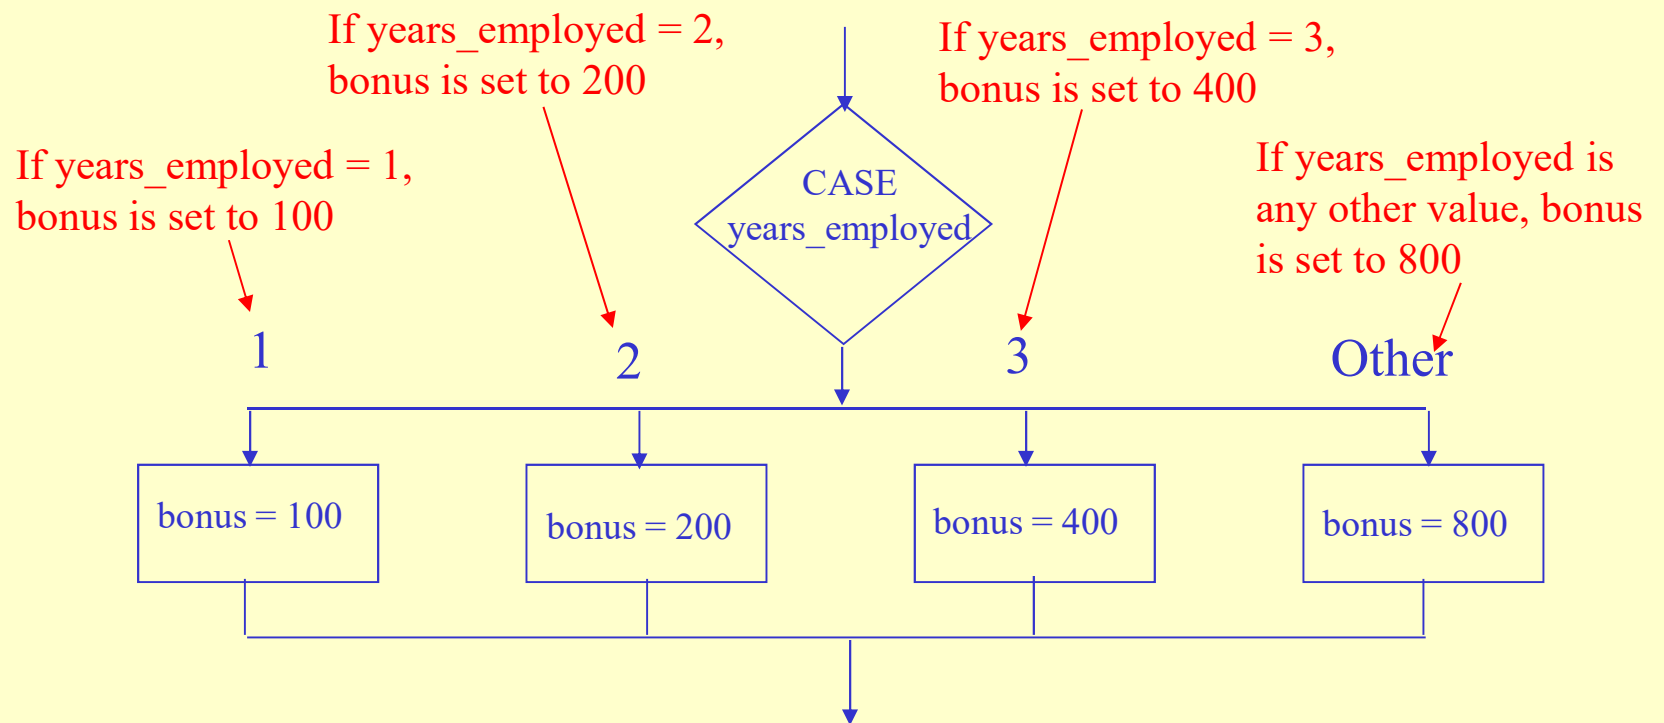 If years_employed = 2,
bonus is set to 200
If years_employed = 3,
bonus is set to 400
If years_employed = 1,
bonus is set to 100
If years_employed is
any other value, bonus
is set to 800
CASE
years_employed
1
2
3
Other
bonus = 100
bonus = 200
bonus = 400
bonus = 800